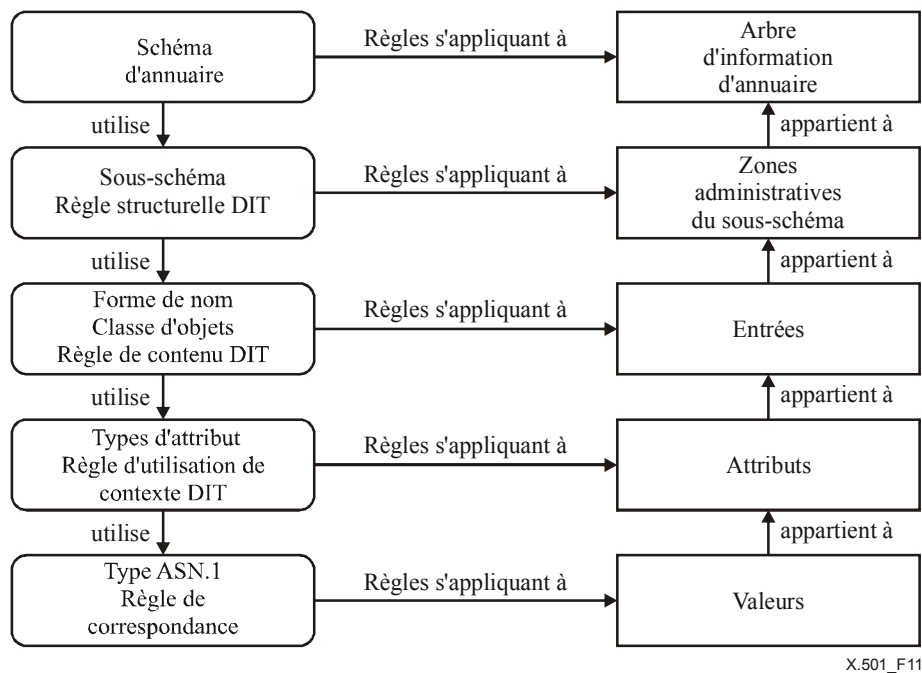 Schéma
d'annuaire
Règles s'appliquant à
Arbre
d'information
d'annuaire
utilise
appartient à
Sous-schéma
Règle structurelle DIT
Règles s'appliquant à
Zones
administratives
du sous-schéma
utilise
appartient à
Forme de nom
Classe d'objets
Règle de contenu DIT
Règles s'appliquant à
Entrées
utilise
appartient à
Types d'attribut
Règle d'utilisation de
contexte DIT
Règles s'appliquant à
Attributs
utilise
appartient à
Type ASN.1
Règle de
correspondance
Règles s'appliquant à
Valeurs
X.501_F11